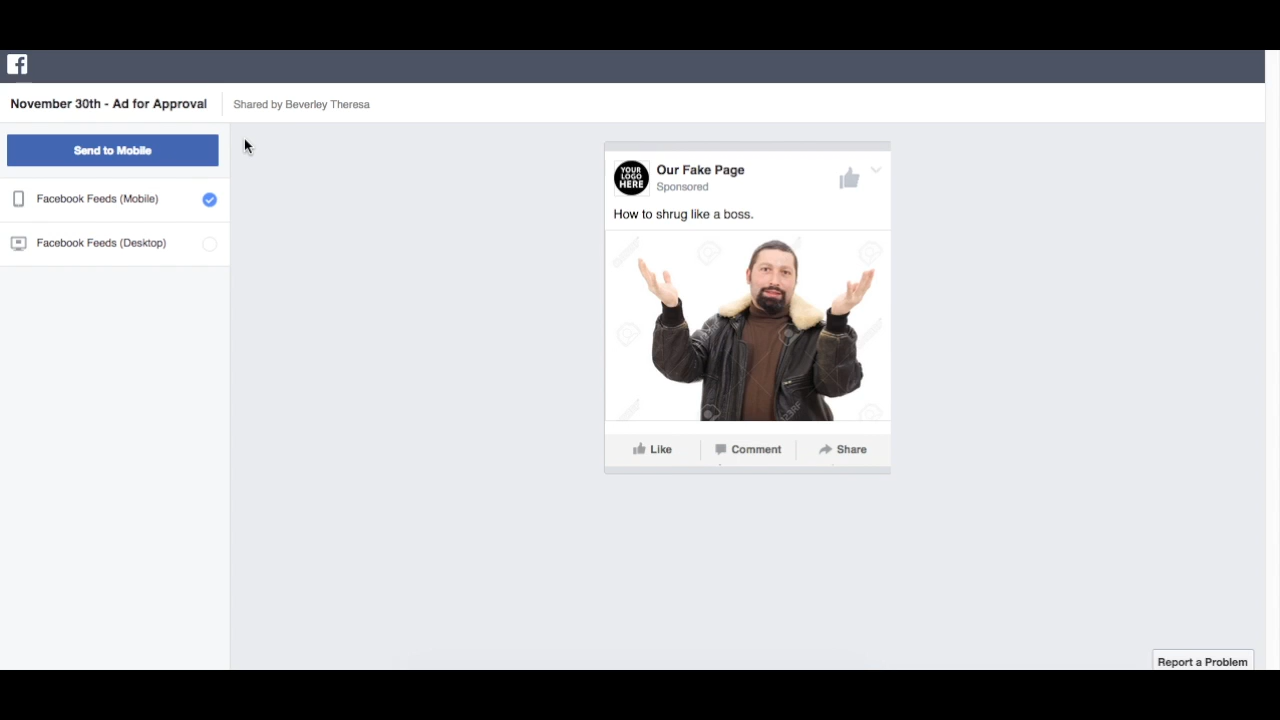 November 30th - Ad for Approval
Shared by Beverley Theresa
Send to Mobile
Facebook Feeds (Mobile)
Facebook Feeds (Desktop)
YOUR
LOGO
HERE
Our Fake Page
Sponsored
How to shrug like a boss.
123RF
Like
Comment
Share
Report a Problem